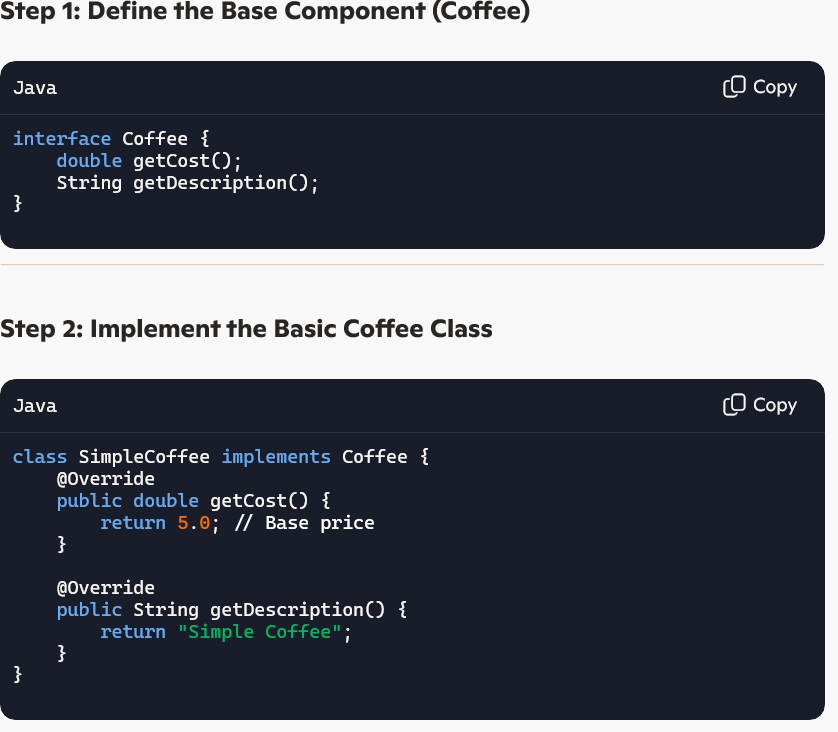 Step 1: Define the Base Component (Coffee)
Java
Copy
interface Coffee {
    double getCost();
    String getDescription();
}
Step 2: Implement the Basic Coffee Class
Java
Copy
class SimpleCoffee implements Coffee {
    @Override
    public double getCost() {
        return 5.0; // Base price
    }

    @Override
    public String getDescription() {
        return "Simple Coffee";
    }
}